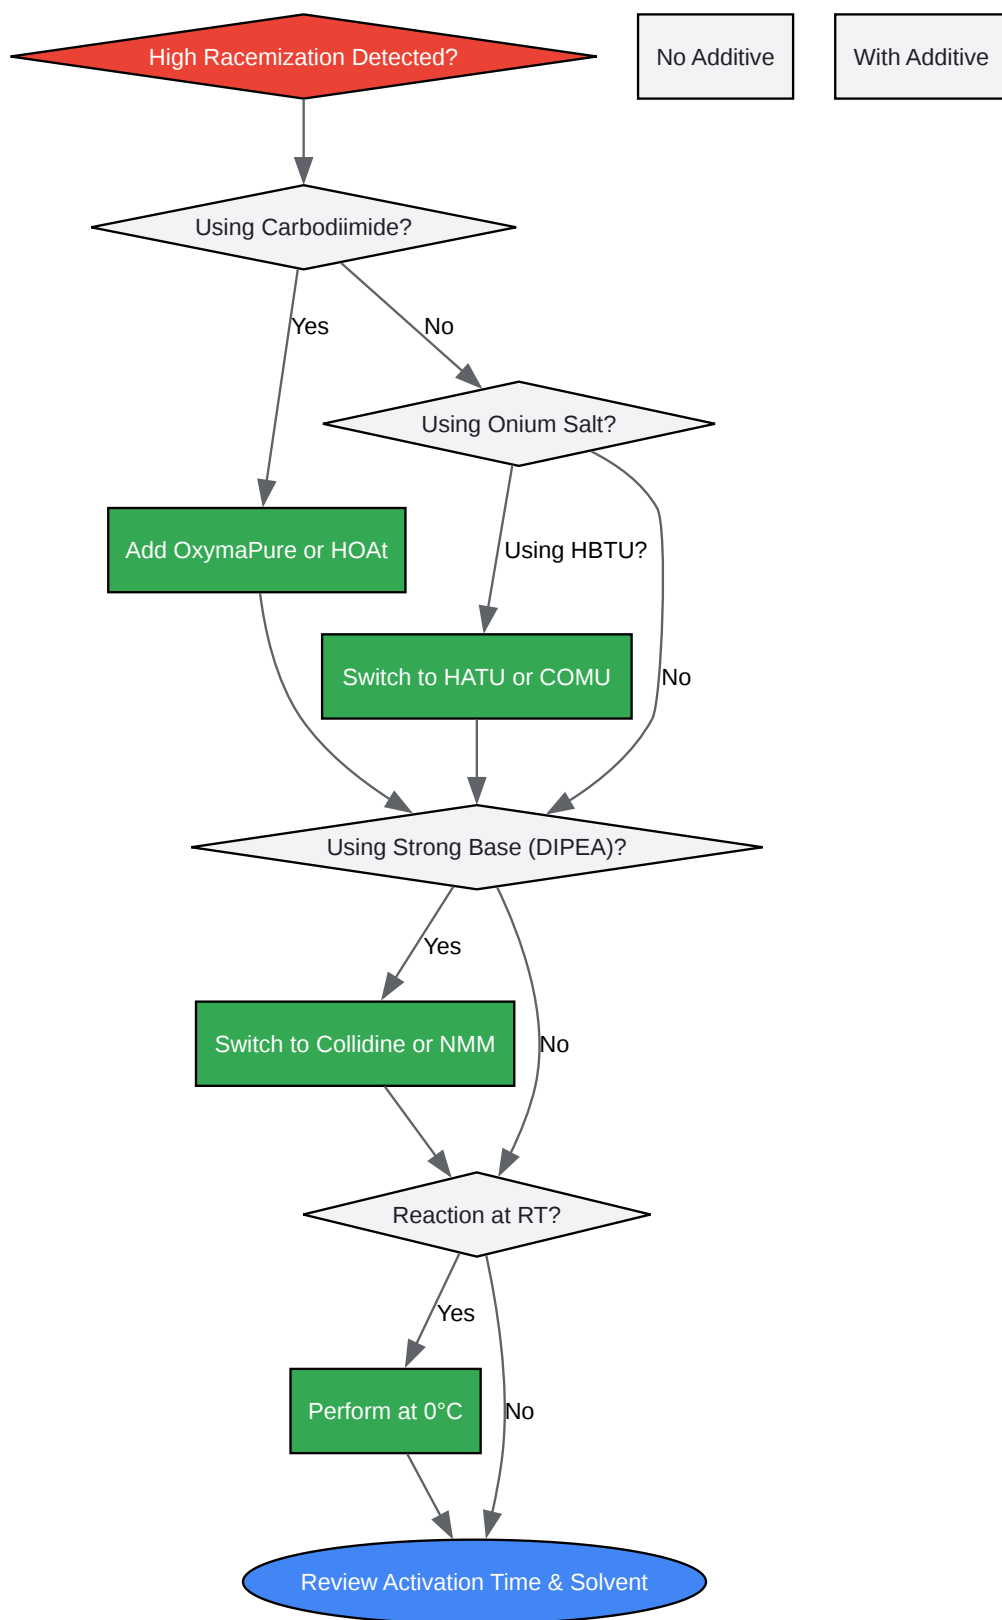 High Racemization Detected?
No Additive
With Additive
Using Carbodiimide?
Yes
No
Using Onium Salt?
Add OxymaPure or HOAt
Using HBTU?
Switch to HATU or COMU
No
Using Strong Base (DIPEA)?
Yes
Switch to Collidine or NMM
No
Reaction at RT?
Yes
Perform at 0°C
No
Review Activation Time & Solvent